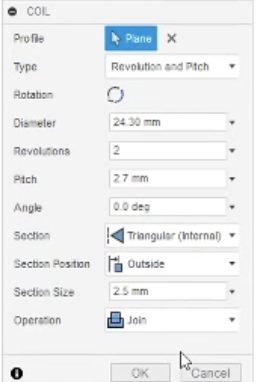 COIL
Profile Plane
Type Revolution and Pitch
Rotation
Diameter 24.30 mm
Revolutions 2
Pitch 2.7 mm
Angle 0.0 deg
Section Triangular (Internal)
Section Position Outside
Section Size 2.5 mm
Operation Join
OK Cancel